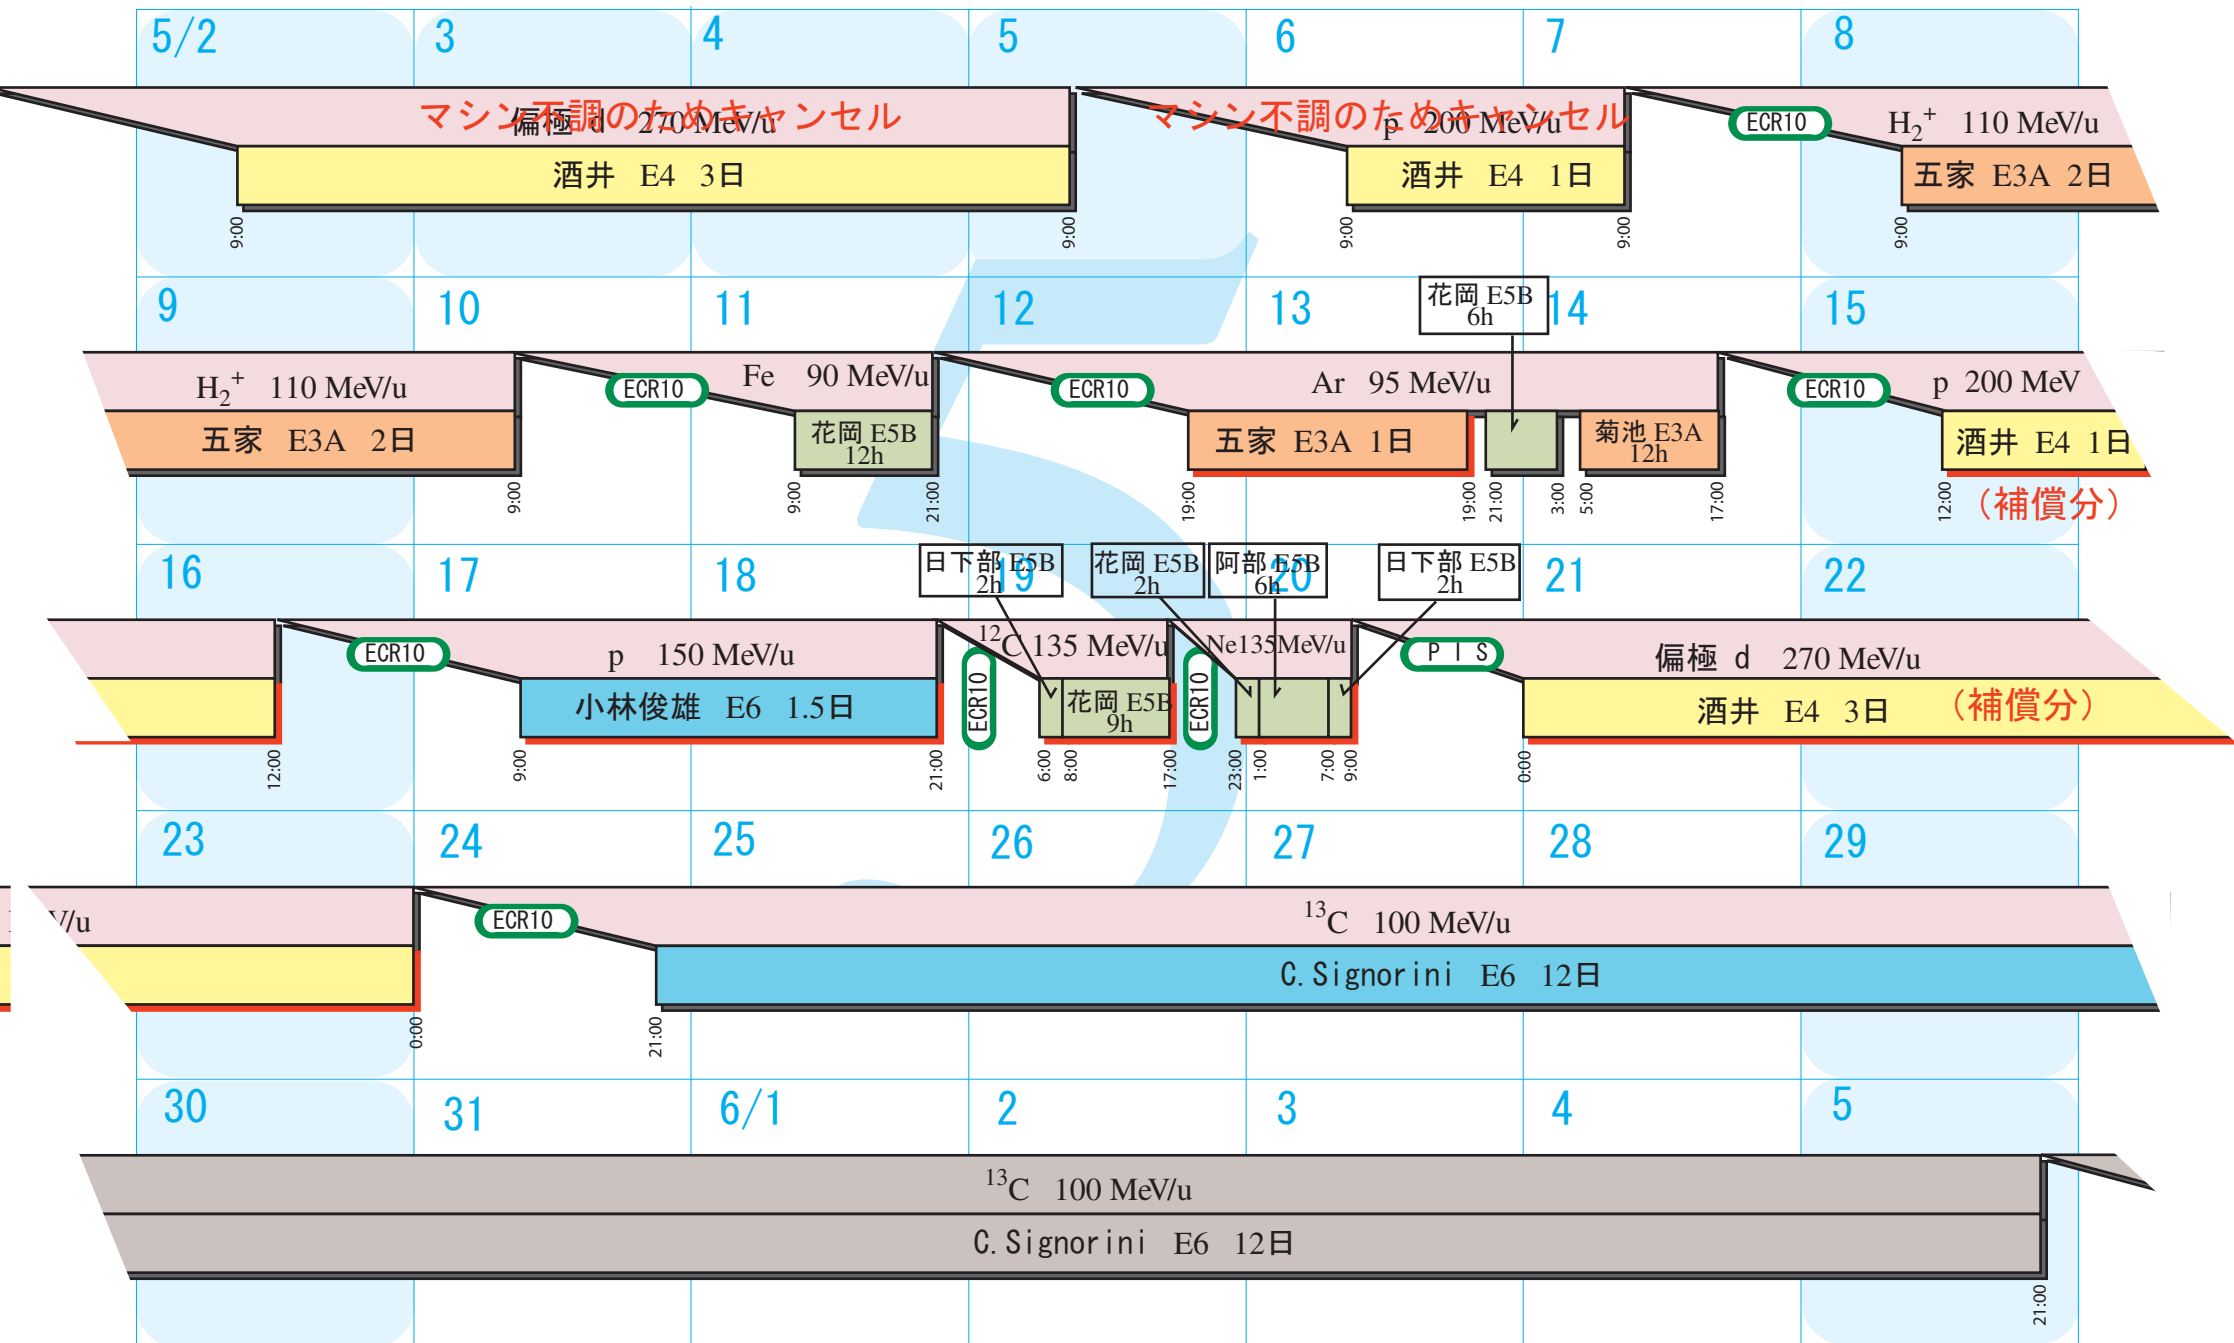 5/2 3 4 5 6 7 8
マシン不調のためキャンセル マシン不調のためキャンセル
偏極 d 270 MeV/u p 200 MeV/u ECR10 H₂⁺ 110 MeV/u
酒井 E4 3日 酒井 E4 1日 五家 E3A 2日
9:00 9:00 9:00 9:00 9:00
9 10 11 12 13 14 15
花岡 E5B
6h
H₂⁺ 110 MeV/u ECR10 Fe 90 MeV/u ECR10 Ar 95 MeV/u ECR10 p 200 MeV
五家 E3A 2日 花岡 E5B 五家 E3A 1日 菊池 E3A 酒井 E4 1日
12h 12h
9:00 9:00 21:00 19:00 19:00 21:00 3:00 5:00 17:00 12:00 （補償分）
16 17 18 19 20 21 22
日下部 E5B 花岡 E5B 阿部 E5B 日下部 E5B
2h 2h 6h 2h
ECR10 p 150 MeV/u ECR10 ¹²C 135 MeV/u ECR10 Ne135MeV/u PIS 偏極 d 270 MeV/u
小林俊雄 E6 1.5日 花岡 E5B 酒井 E4 3日 （補償分）
9h
12:00 9:00 21:00 6:00 8:00 17:00 23:00 1:00 7:00 9:00 0:00
23 24 25 26 27 28 29
V/u ECR10 ¹³C 100 MeV/u
C.Signorini E6 12日
0:00 21:00
30 31 6/1 2 3 4 5
¹³C 100 MeV/u
C.Signorini E6 12日
21:00